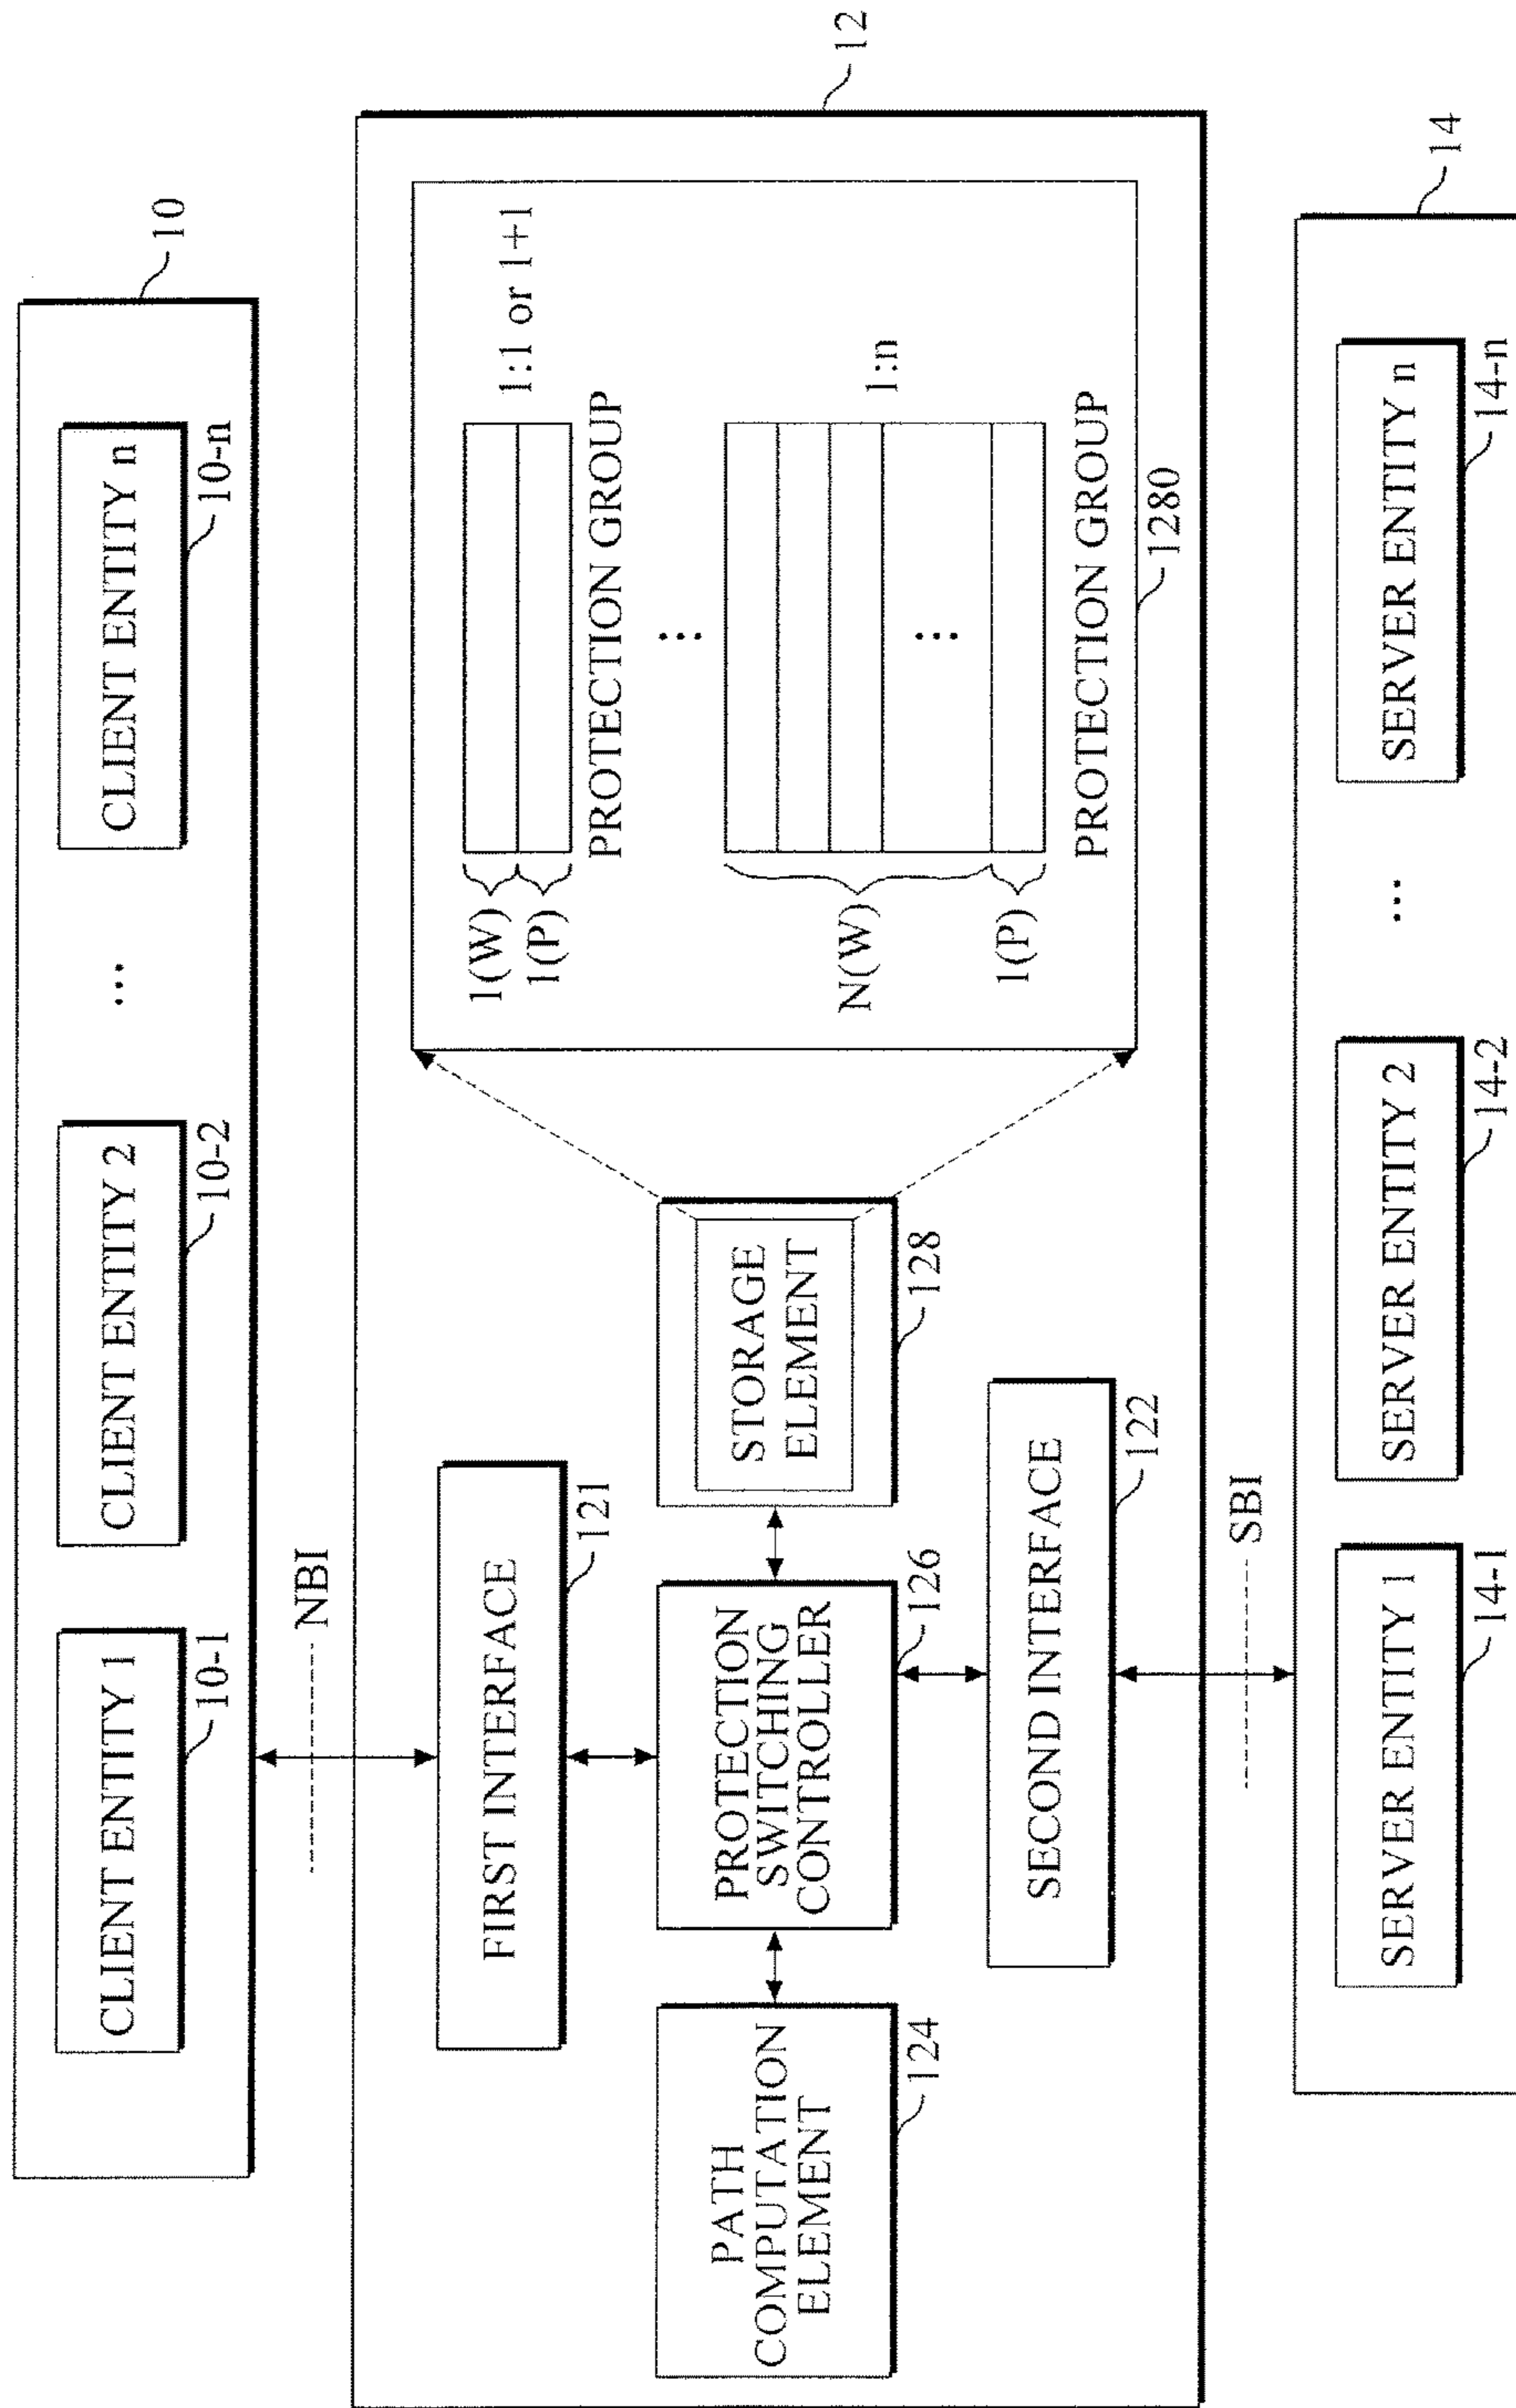 10
CLIENT ENTITY 1
10-1
CLIENT ENTITY 2
10-2
...
CLIENT ENTITY n
10-n
NBI
12
FIRST INTERFACE
121
PATH
COMPUTATION
ELEMENT
124
PROTECTION
SWITCHING
CONTROLLER
126
STORAGE
ELEMENT
128
SECOND INTERFACE
122
1(W)
1(P)
1:1 or 1+1
PROTECTION GROUP
...
N(W)
1(P)
1:n
...
PROTECTION GROUP
1280
SBI
14
SERVER ENTITY 1
14-1
SERVER ENTITY 2
14-2
...
SERVER ENTITY n
14-n